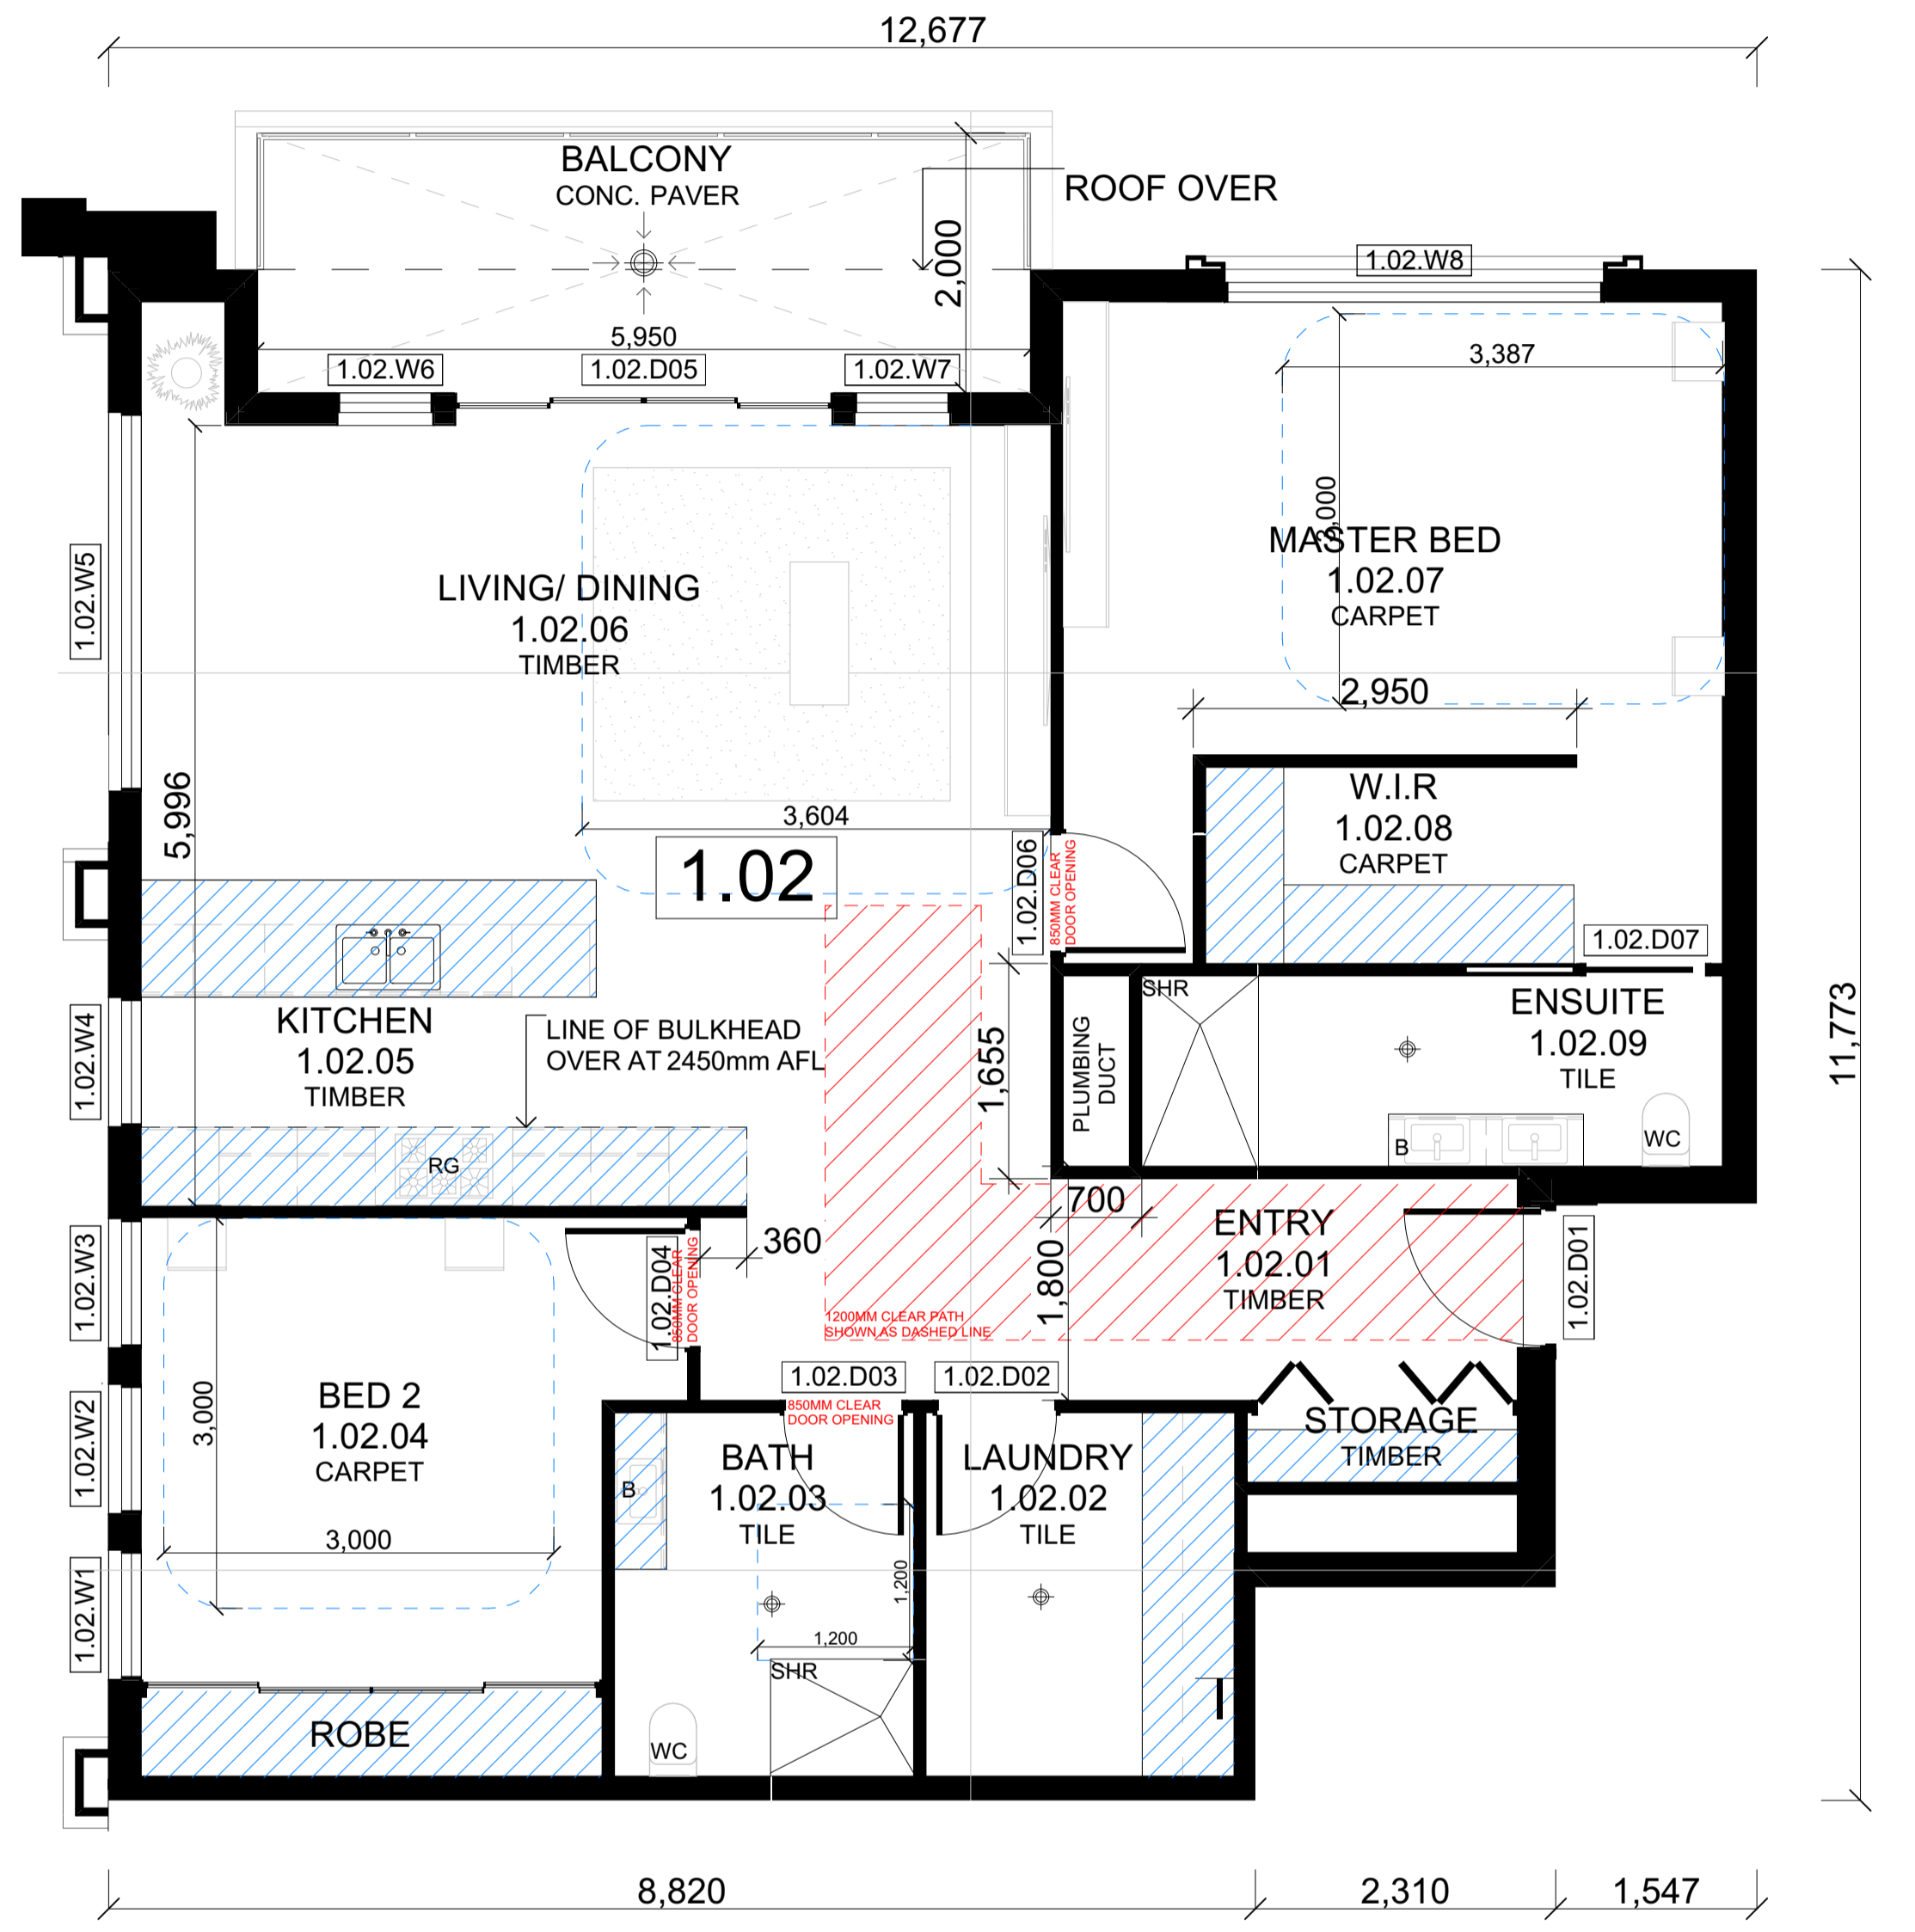 12,677
BALCONY
CONC. PAVER
ROOF OVER
2,000
1.02.W8
5,950
1.02.W6
1.02.D05
1.02.W7
3,387
3,000
MASTER BED
1.02.07
CARPET
1.02.W5
LIVING/ DINING
1.02.06
TIMBER
2,950
5,996
3,604
1.02
1.02.D06
850MM CLEAR
DOOR OPENING
W.I.R
1.02.08
CARPET
1.02.D07
11,773
1.02.W4
KITCHEN
1.02.05
TIMBER
LINE OF BULKHEAD
OVER AT 2450mm AFL
1,655
PLUMBING
DUCT
SHR
ENSUITE
1.02.09
TILE
B
WC
RG
700
360
1,800
ENTRY
1.02.01
TIMBER
1.02.D01
1.02.W3
1.02.D04
850MM CLEAR
DOOR OPENING
1200MM CLEAR PATH
SHOWN AS DASHED LINE
1.02.D03
1.02.D02
850MM CLEAR
DOOR OPENING
1.02.W2
3,000
BED 2
1.02.04
CARPET
3,000
B
BATH
1.02.03
TILE
LAUNDRY
1.02.02
TILE
STORAGE
TIMBER
1.02.W1
1,200
1,200
SHR
WC
ROBE
8,820
2,310
1,547